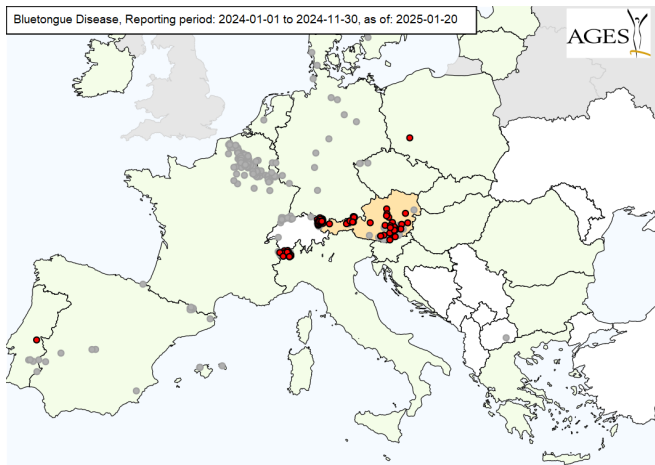 Bluetongue Disease, Reporting period: 2024-01-01 to 2024-11-30, as of: 2025-01-20
AGES